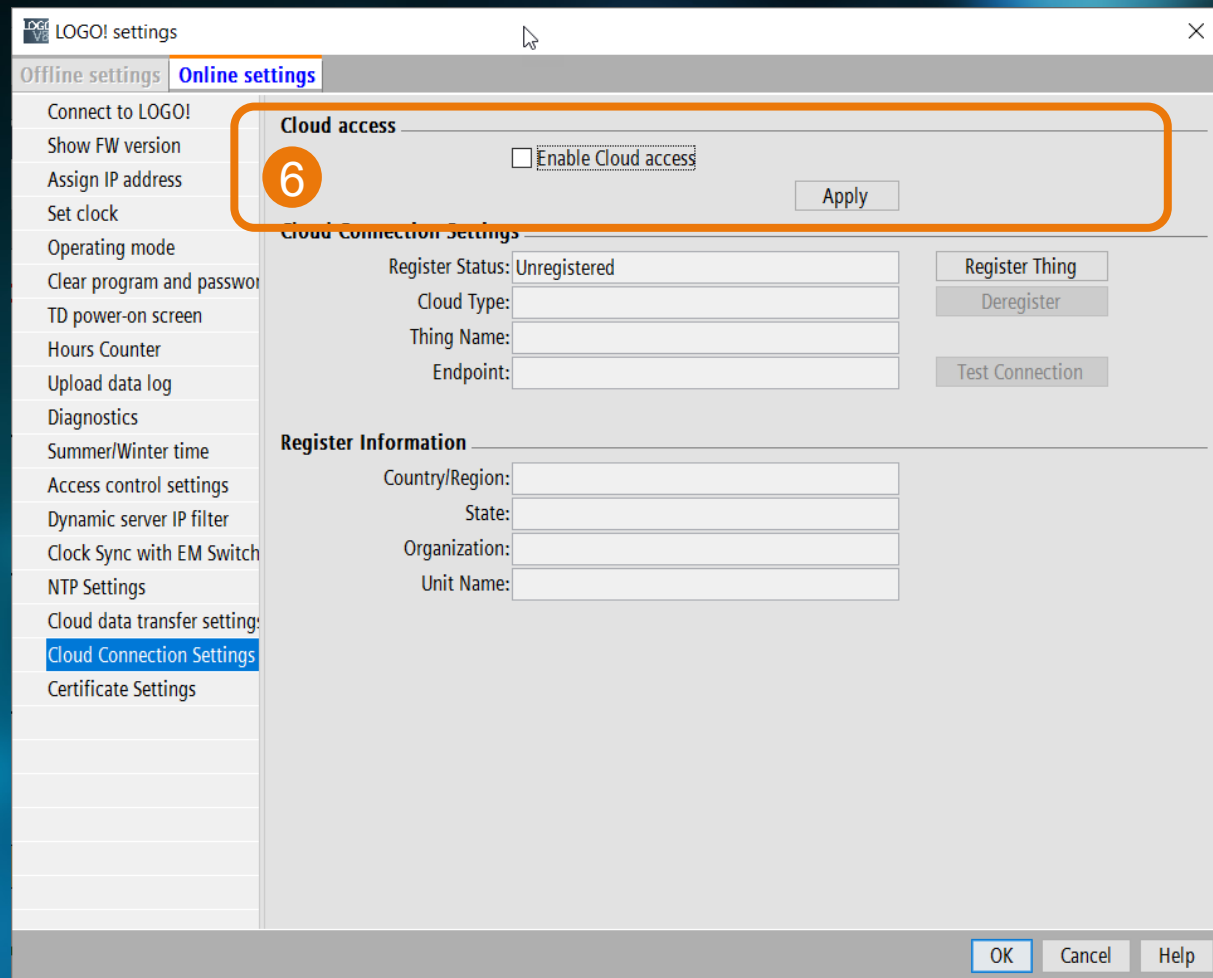 LOGO! settings
Offline settings
Online settings
Connect to LOGO!
Show FW version
Assign IP address
Set clock
Operating mode
Clear program and passwor
TD power-on screen
Hours Counter
Upload data log
Diagnostics
Summer/Winter time
Access control settings
Dynamic server IP filter
Clock Sync with EM Switch
NTP Settings
Cloud data transfer settings
Cloud Connection Settings
Certificate Settings
6
Cloud access
Enable Cloud access
Apply
Cloud Connection Settings
Register Status: Unregistered Register Thing
Cloud Type: Deregister
Thing Name:
Endpoint: Test Connection
Register Information
Country/Region:
State:
Organization:
Unit Name:
OK Cancel Help